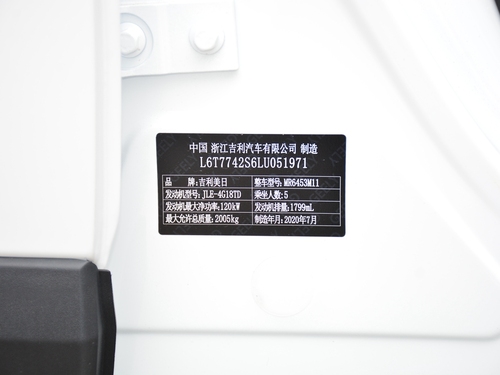 中国 浙江吉利汽车有限公司 制造
L6T7742S6LU051971
品 牌:吉利美日 整车型号:MR6453M11
发动机型号:JLE-4G18TD 乘坐人数:5
发动机最大净功率:120kW 发动机排量:1799mL
最大允许总质量:2005kg 制造年月:2020年7月